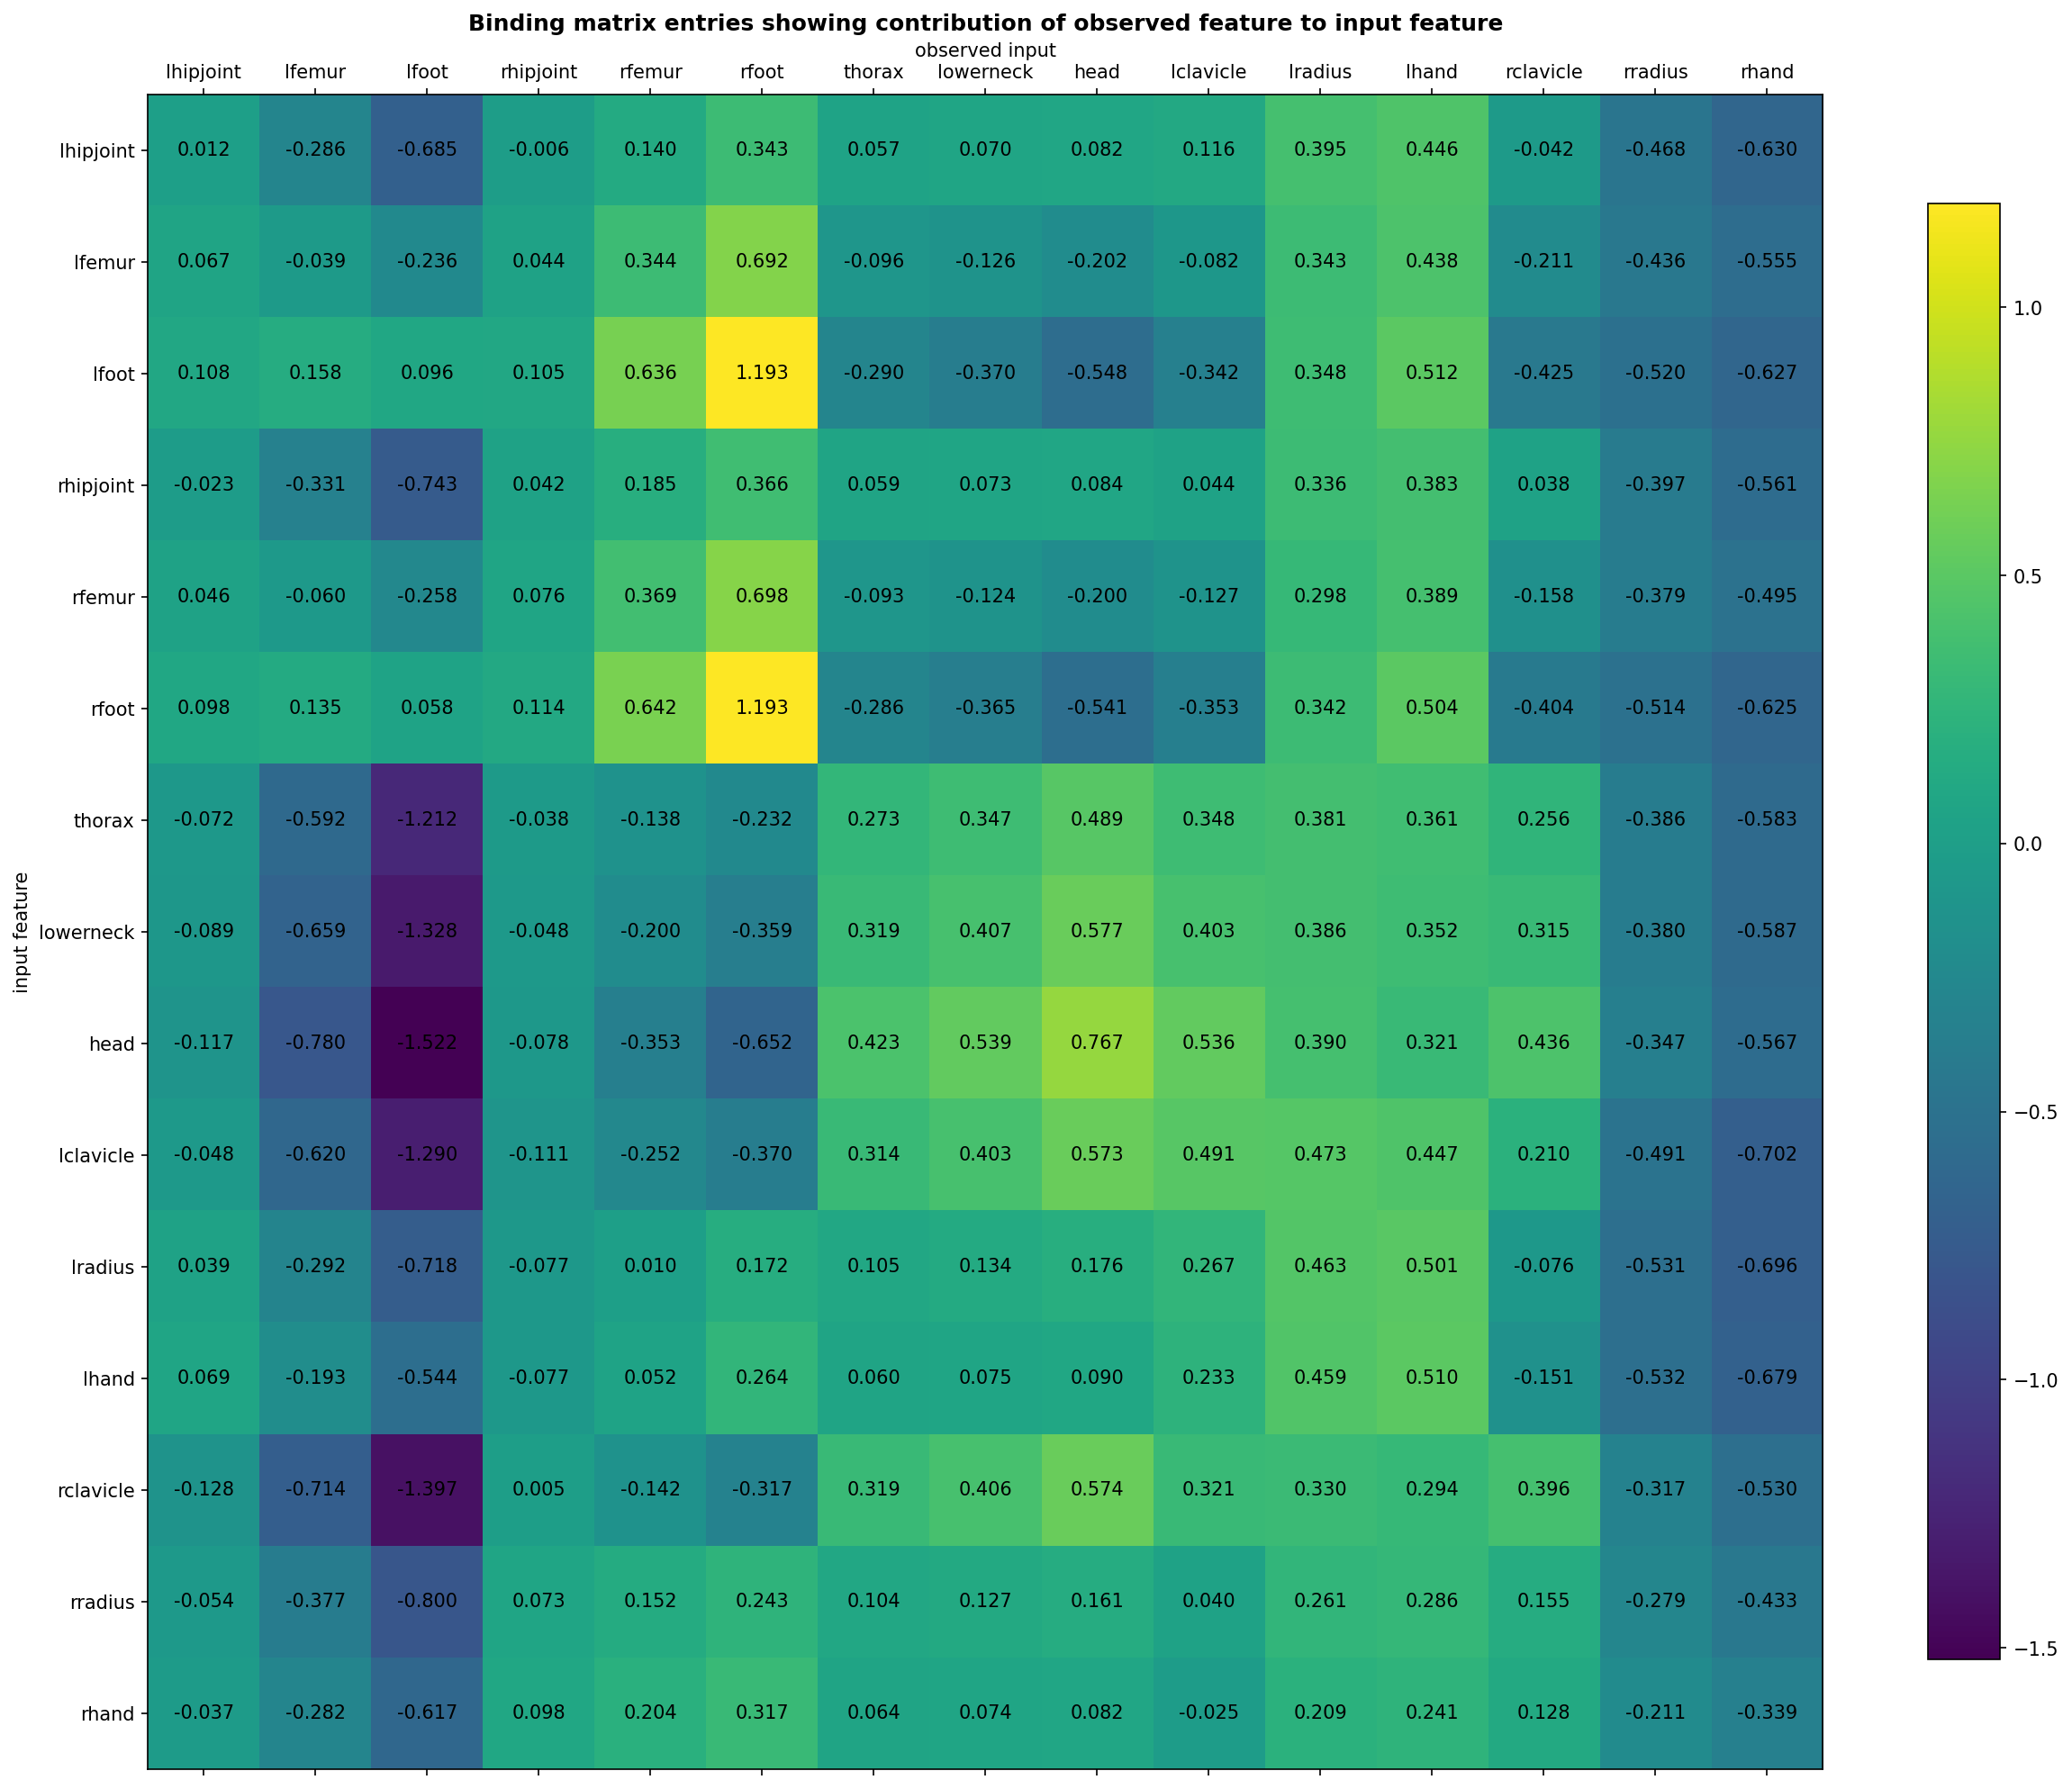 Binding matrix entries showing contribution of observed feature to input feature
observed input
lhipjoint lfemur lfoot rhipjoint rfemur rfoot thorax lowerneck head lclavicle lradius lhand rclavicle rradius rhand
lhipjoint 0.012 -0.286 -0.685 -0.006 0.140 0.343 0.057 0.070 0.082 0.116 0.395 0.446 -0.042 -0.468 -0.630
lfemur 0.067 -0.039 -0.236 0.044 0.344 0.692 -0.096 -0.126 -0.202 -0.082 0.343 0.438 -0.211 -0.436 -0.555
lfoot 0.108 0.158 0.096 0.105 0.636 1.193 -0.290 -0.370 -0.548 -0.342 0.348 0.512 -0.425 -0.520 -0.627
rhipjoint -0.023 -0.331 -0.743 0.042 0.185 0.366 0.059 0.073 0.084 0.044 0.336 0.383 0.038 -0.397 -0.561
rfemur 0.046 -0.060 -0.258 0.076 0.369 0.698 -0.093 -0.124 -0.200 -0.127 0.298 0.389 -0.158 -0.379 -0.495
rfoot 0.098 0.135 0.058 0.114 0.642 1.193 -0.286 -0.365 -0.541 -0.353 0.342 0.504 -0.404 -0.514 -0.625
thorax -0.072 -0.592 -1.212 -0.038 -0.138 -0.232 0.273 0.347 0.489 0.348 0.381 0.361 0.256 -0.386 -0.583
lowerneck -0.089 -0.659 -1.328 -0.048 -0.200 -0.359 0.319 0.407 0.577 0.403 0.386 0.352 0.315 -0.380 -0.587
head -0.117 -0.780 -1.522 -0.078 -0.353 -0.652 0.423 0.539 0.767 0.536 0.390 0.321 0.436 -0.347 -0.567
lclavicle -0.048 -0.620 -1.290 -0.111 -0.252 -0.370 0.314 0.403 0.573 0.491 0.473 0.447 0.210 -0.491 -0.702
lradius 0.039 -0.292 -0.718 -0.077 0.010 0.172 0.105 0.134 0.176 0.267 0.463 0.501 -0.076 -0.531 -0.696
lhand 0.069 -0.193 -0.544 -0.077 0.052 0.264 0.060 0.075 0.090 0.233 0.459 0.510 -0.151 -0.532 -0.679
rclavicle -0.128 -0.714 -1.397 0.005 -0.142 -0.317 0.319 0.406 0.574 0.321 0.330 0.294 0.396 -0.317 -0.530
rradius -0.054 -0.377 -0.800 0.073 0.152 0.243 0.104 0.127 0.161 0.040 0.261 0.286 0.155 -0.279 -0.433
rhand -0.037 -0.282 -0.617 0.098 0.204 0.317 0.064 0.074 0.082 -0.025 0.209 0.241 0.128 -0.211 -0.339
input feature
1.0
0.5
0.0
−0.5
−1.0
−1.5